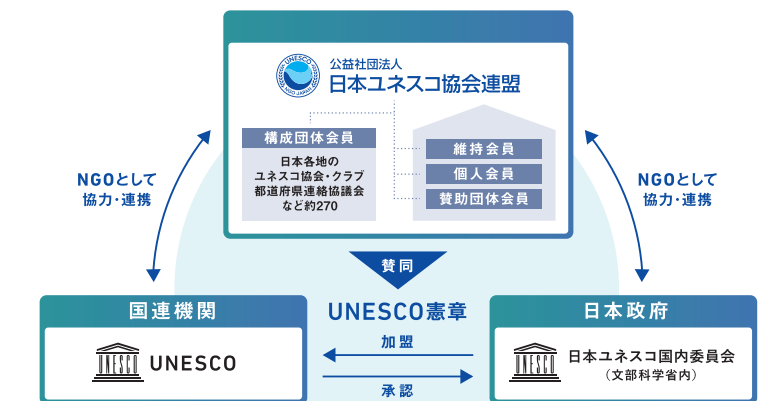 UNESCO
NGO JAPAN
公益社団法人
日本ユネスコ協会連盟
構成団体会員
日本各地の
ユネスコ協会・クラブ
都道府県連絡協議会
など約270
維持会員
個人会員
賛助団体会員
NGOとして
協力・連携
NGOとして
協力・連携
賛同
UNESCO憲章
加盟
承認
国連機関
UNESCO
UNESCO
日本政府
UNESCO
日本ユネスコ国内委員会
（文部科学省内）